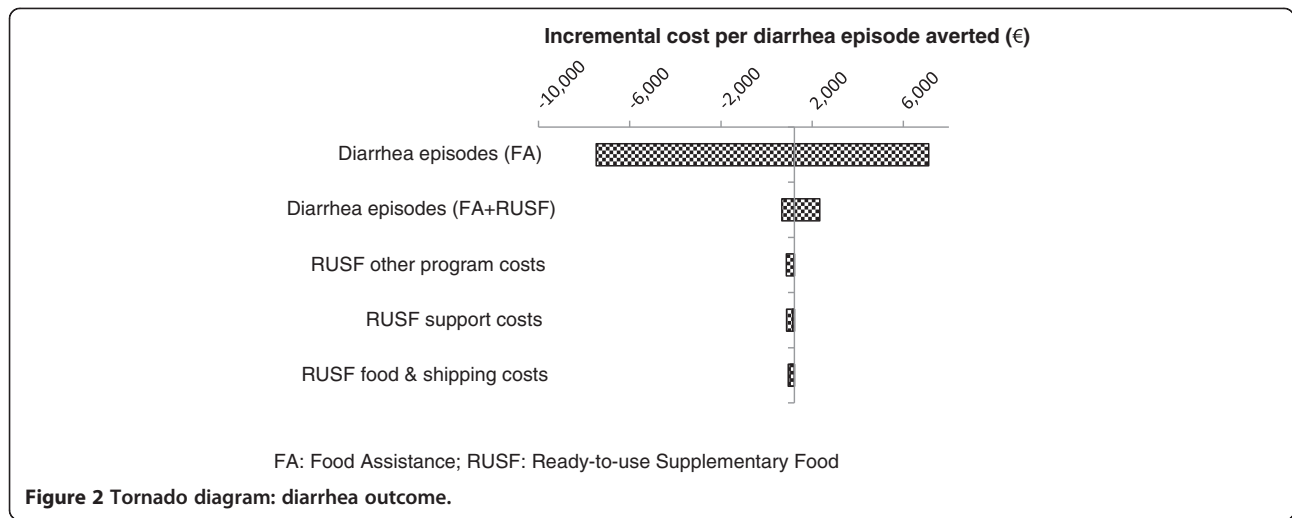 Incremental cost per diarrhea episode averted (€)
-10,000
-6,000
-2,000
2,000
6,000
Diarrhea episodes (FA)
Diarrhea episodes (FA+RUSF)
RUSF other program costs
RUSF support costs
RUSF food & shipping costs
FA: Food Assistance; RUSF: Ready-to-use Supplementary Food
Figure 2 Tornado diagram: diarrhea outcome.